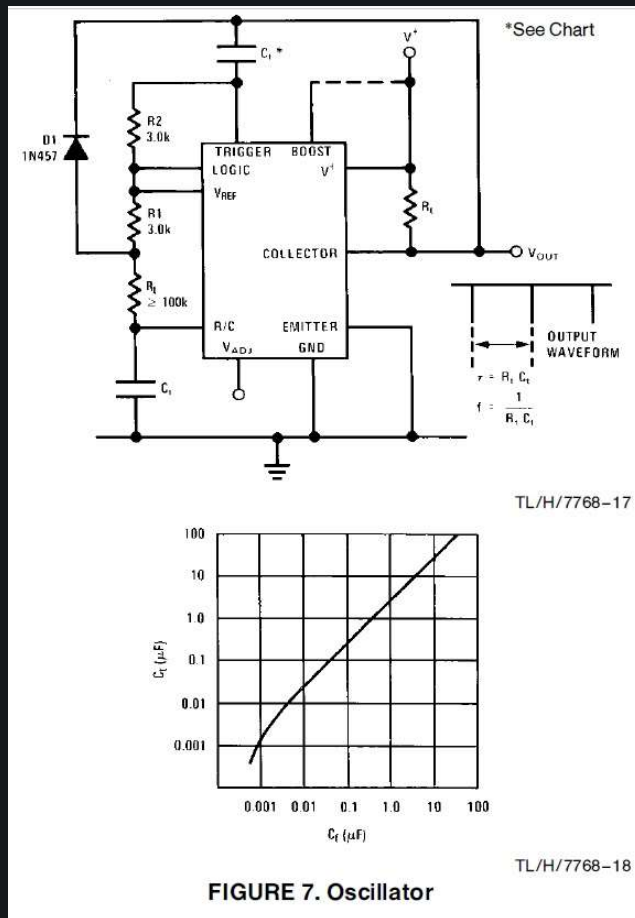 *See Chart
V+
Cf *
R2
3.0k
D1
1N457
TRIGGER BOOST
LOGIC V+
VREF
R1
3.0k
Rℓ
COLLECTOR
VOUT
Rt
≥ 100k
R/C EMITTER
VADJ GND
Ct
OUTPUT
WAVEFORM
τ = Rt Ct
f = 1
Rt Ct
TL/H/7768–17
100
10
1.0
0.1
0.01
0.001
Ct (μF)
0.001 0.01 0.1 1.0 10 100
Cf (μF)
TL/H/7768–18
FIGURE 7. Oscillator